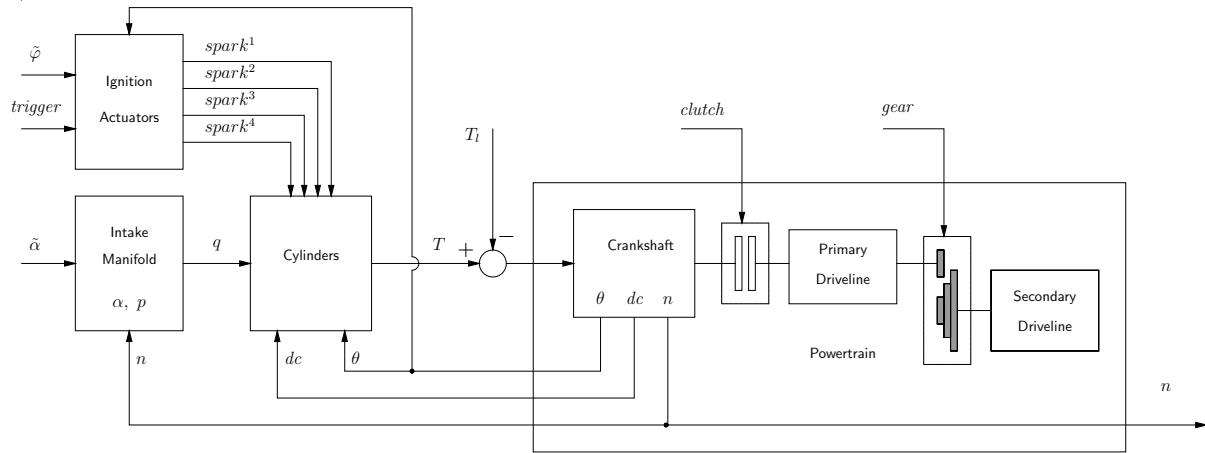 φ̃
trigger
Ignition
Actuators
spark¹
spark²
spark³
spark⁴
α̃
Intake
Manifold
α, p
q
Cylinders
T
+
T_l
−
clutch
gear
Crankshaft
θ dc n
Primary
Driveline
Secondary
Driveline
Powertrain
n
dc
θ
n